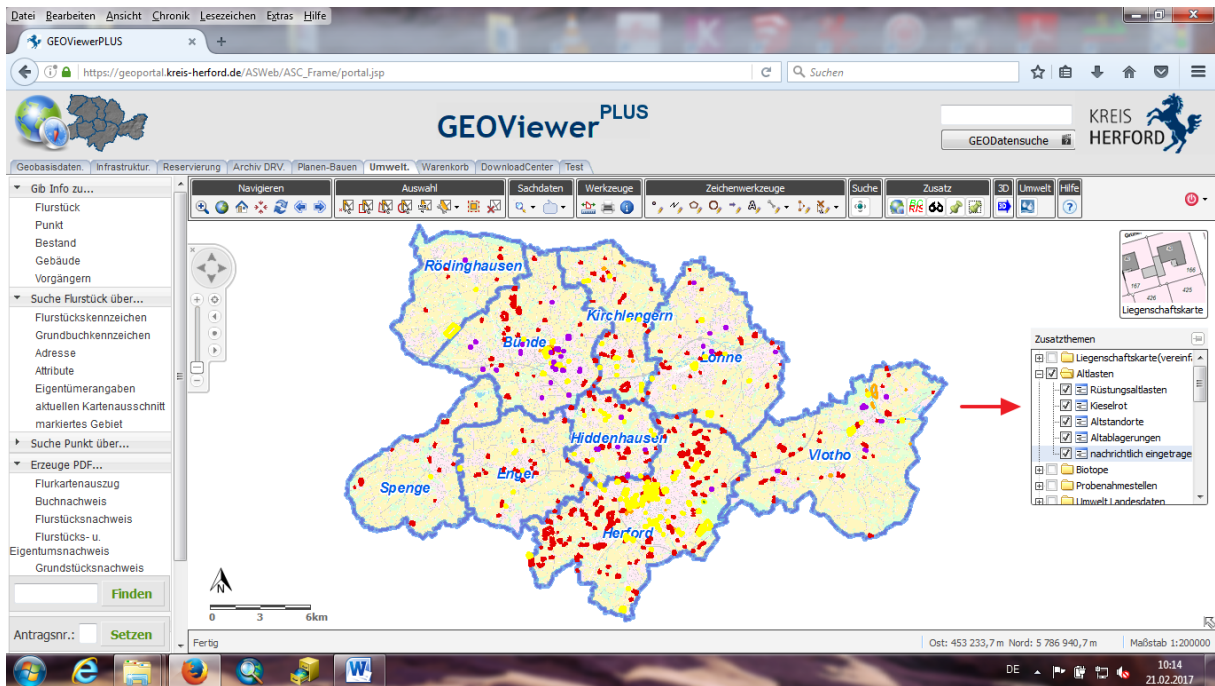 Datei Bearbeiten Ansicht Chronik Lesezeichen Extras Hilfe
GEOViewerPLUS
https://geoportal.kreis-herford.de/ASWeb/ASC_Frame/portal.jsp
Suchen
GEOViewerPLUS
GEODatensuche
KREIS
HERFORD
Geobasisdaten. Infrastruktur. Reservierung Archiv DRV. Planen-Bauen Umwelt. Warenkorb DownloadCenter Test
Gib Info zu...
Flurstück
Punkt
Bestand
Gebäude
Vorgängern
Suche Flurstück über...
Flurstückskennzeichen
Grundbuchkennzeichen
Adresse
Attribute
Eigentümerangaben
aktuellen Kartenausschnitt
markiertes Gebiet
Suche Punkt über...
Erzeuge PDF...
Flurkartenauszug
Buchnachweis
Flurstücksnachweis
Flurstücks- u.
Eigentumsnachweis
Grundstücksnachweis
Finden
Antragsnr.: Setzen
Navigieren Auswahl Sachdaten Werkzeuge Zeichenwerkzeuge Suche Zusatz 3D Umwelt Hilfe
Rödinghausen
Kirchlengern
Bünde
Löhne
Hiddenhausen
Vlotho
Enger
Spenge
Herford
N
0 3 6km
167
166
426
425
Liegenschaftskarte
Zusatzthemen
Liegenschaftskarte(vereinf.
Altlasten
Rüstungsaltlasten
Kieselrot
Altstandorte
Altablagerungen
nachrichtlich eingetrage
Biotope
Probenahmestellen
Umwelt Landesdaten
Fertig
Ost: 453 233,7 m Nord: 5 786 940,7 m
Maßstab 1:200000
DE
10:14
21.02.2017